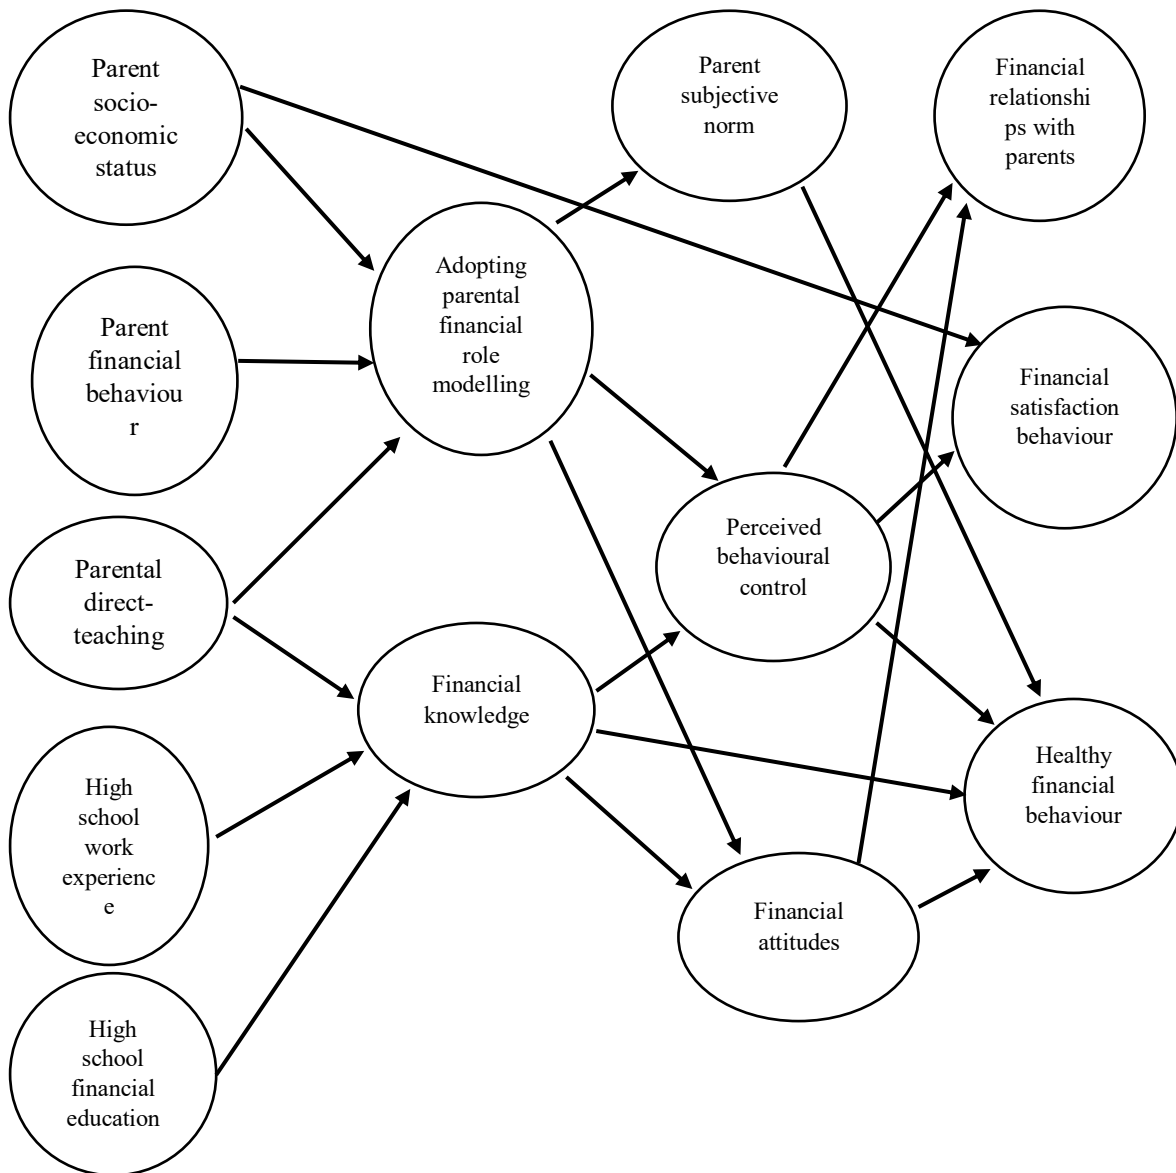 Parent
socio-
economic
status
Parent
subjective
norm
Financial
relationshi
ps with
parents
Adopting
parental
financial
role
modelling
Parent
financial
behaviou
r
Financial
satisfaction
behaviour
Perceived
behavioural
control
Parental
direct-
teaching
Financial
knowledge
High
school
work
experienc
e
Healthy
financial
behaviour
Financial
attitudes
High
school
financial
education